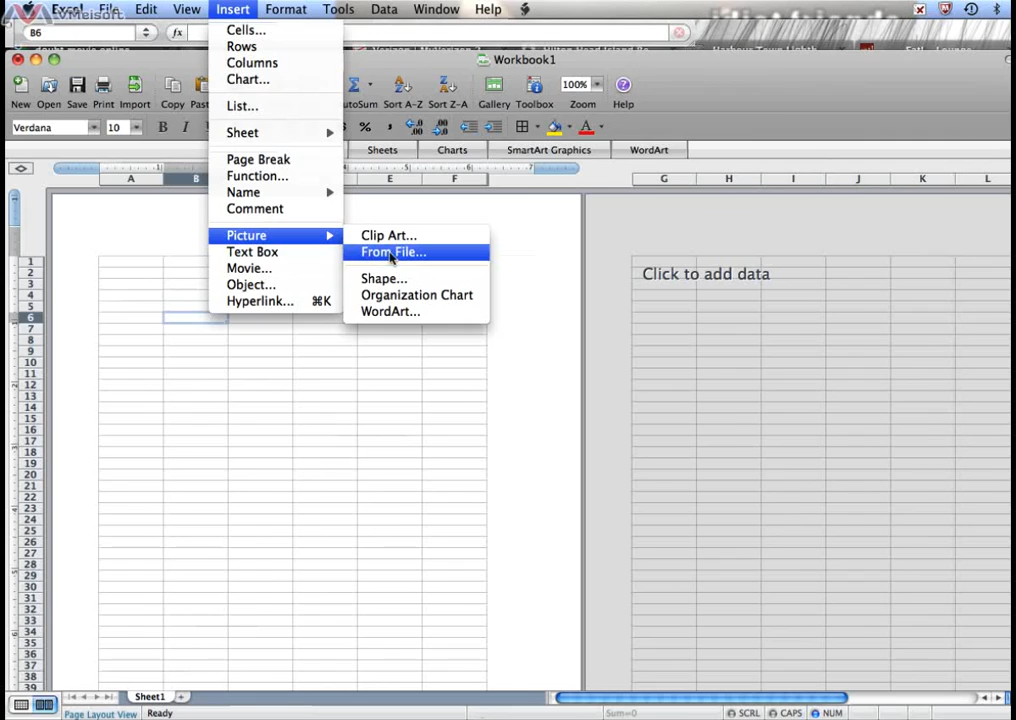 VMeisoft
Excel File Edit View Insert Format Tools Data Window Help
B6 fx
Workbook1
New Open Save Print Import Copy AutoSum Sort A-Z Sort Z-A Gallery Toolbox Zoom Help
100%
Verdana 10 B I % A
Sheets Charts SmartArt Graphics WordArt
A B E F G H I J K L
Cells...
Rows
Columns
Chart...
List...
Sheet
Page Break
Function...
Name
Comment
Picture
Text Box
Movie...
Object...
Hyperlink... ⌘K
Clip Art...
From File...
Shape...
Organization Chart
WordArt...
Click to add data
1
2
3
4
5
6
7
8
9
10
11
12
13
14
15
16
17
18
19
20
21
22
23
24
25
26
27
28
29
30
31
32
33
34
35
36
37
38
39
Sheet1
Page Layout View Ready Sum=0 SCRL CAPS NUM